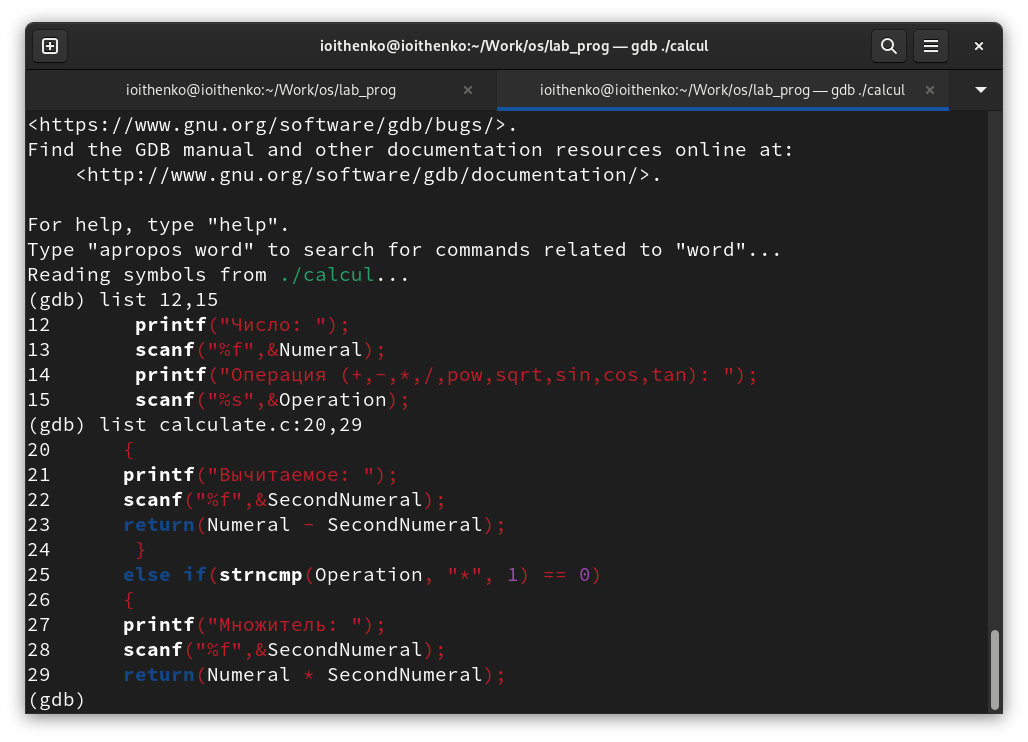 ioithenko@ioithenko:~/Work/os/lab_prog — gdb ./calcul
ioithenko@ioithenko:~/Work/os/lab_prog
ioithenko@ioithenko:~/Work/os/lab_prog — gdb ./calcul
<https://www.gnu.org/software/gdb/bugs/>.
Find the GDB manual and other documentation resources online at:
    <http://www.gnu.org/software/gdb/documentation/>.

For help, type "help".
Type "apropos word" to search for commands related to "word"...
Reading symbols from ./calcul...
(gdb) list 12,15
12       printf("Число: ");
13       scanf("%f",&Numeral);
14       printf("Операция (+,-,*,/,pow,sqrt,sin,cos,tan): ");
15       scanf("%s",&Operation);
(gdb) list calculate.c:20,29
20      {
21      printf("Вычитаемое: ");
22      scanf("%f",&SecondNumeral);
23      return(Numeral - SecondNumeral);
24       }
25      else if(strncmp(Operation, "*", 1) == 0)
26      {
27      printf("Множитель: ");
28      scanf("%f",&SecondNumeral);
29      return(Numeral * SecondNumeral);
(gdb)